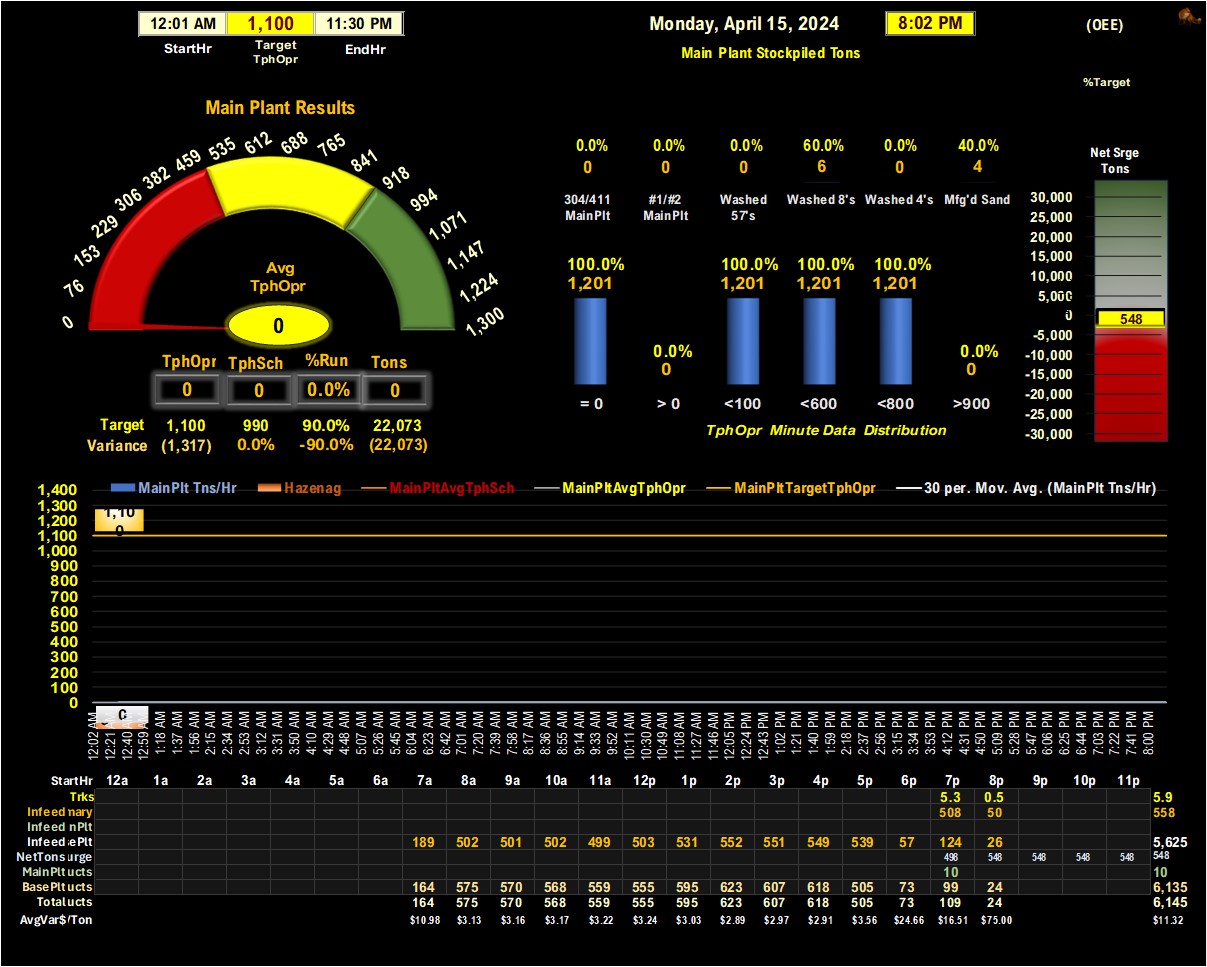 12:01 AM 1,100 11:30 PM
StartHr Target TphOpr EndHr
Monday, April 15, 2024 8:02 PM (OEE)
Main Plant Stockpiled Tons
%Target
Main Plant Results
0 76 153 229 306 382 459 535 612 688 765 841 918 994 1,071 1,147 1,224 1,300
Avg
TphOpr
0
TphOpr TphSch %Run Tons
0 0 0.0% 0
Target 1,100 990 90.0% 22,073
Variance (1,317) 0.0% -90.0% (22,073)
0.0% 0.0% 0.0% 60.0% 0.0% 40.0%
0 0 0 6 0 4
304/411 MainPlt #1/#2 MainPlt Washed 57's Washed 8's Washed 4's Mfg'd Sand
100.0% 100.0% 100.0% 100.0%
1,201 1,201 1,201 1,201
0.0% 0.0%
0 0
= 0 > 0 <100 <600 <800 >900
TphOpr Minute Data Distribution
Net Srge
Tons
30,000
25,000
20,000
15,000
10,000
5,000
0
548
-5,000
-10,000
-15,000
-20,000
-25,000
-30,000
MainPlt Tns/Hr Hazenag MainPltAvgTphSch MainPltAvgTphOpr MainPltTargetTphOpr 30 per. Mov. Avg. (MainPlt Tns/Hr)
1,400
1,300
1,200
1,100
1,000
900
800
700
600
500
400
300
200
100
0
1,10
0
0
12:02 AM 12:21 AM 12:40 AM 12:59 AM 1:18 AM 1:37 AM 1:56 AM 2:15 AM 2:34 AM 2:53 AM 3:12 AM 3:31 AM 3:50 AM 4:10 AM 4:29 AM 4:48 AM 5:07 AM 5:26 AM 5:45 AM 6:04 AM 6:23 AM 6:42 AM 7:01 AM 7:20 AM 7:39 AM 7:58 AM 8:17 AM 8:36 AM 8:55 AM 9:14 AM 9:33 AM 9:52 AM 10:11 AM 10:30 AM 10:49 AM 11:08 AM 11:27 AM 11:46 AM 12:05 PM 12:24 PM 12:43 PM 1:02 PM 1:21 PM 1:40 PM 1:59 PM 2:18 PM 2:37 PM 2:56 PM 3:15 PM 3:34 PM 3:53 PM 4:12 PM 4:31 PM 4:50 PM 5:09 PM 5:28 PM 5:47 PM 6:06 PM 6:25 PM 6:44 PM 7:03 PM 7:22 PM 7:41 PM 8:00 PM
StartHr 12a 1a 2a 3a 4a 5a 6a 7a 8a 9a 10a 11a 12p 1p 2p 3p 4p 5p 6p 7p 8p 9p 10p 11p
Trks 5.3 0.5 5.9
Infeed mary 508 50 558
Infeed nPlt
Infeed ePlt 189 502 501 502 499 503 531 552 551 549 539 57 124 26 5,625
NetTons urge 498 548 548 548 548 548
MainPlt ucts 10 10
BasePlt ucts 164 575 570 568 559 555 595 623 607 618 505 73 99 24 6,135
Total ucts 164 575 570 568 559 555 595 623 607 618 505 73 109 24 6,145
AvgVar$/Ton $10.98 $3.13 $3.16 $3.17 $3.22 $3.24 $3.03 $2.89 $2.97 $2.91 $3.56 $24.66 $16.51 $75.00 $11.32